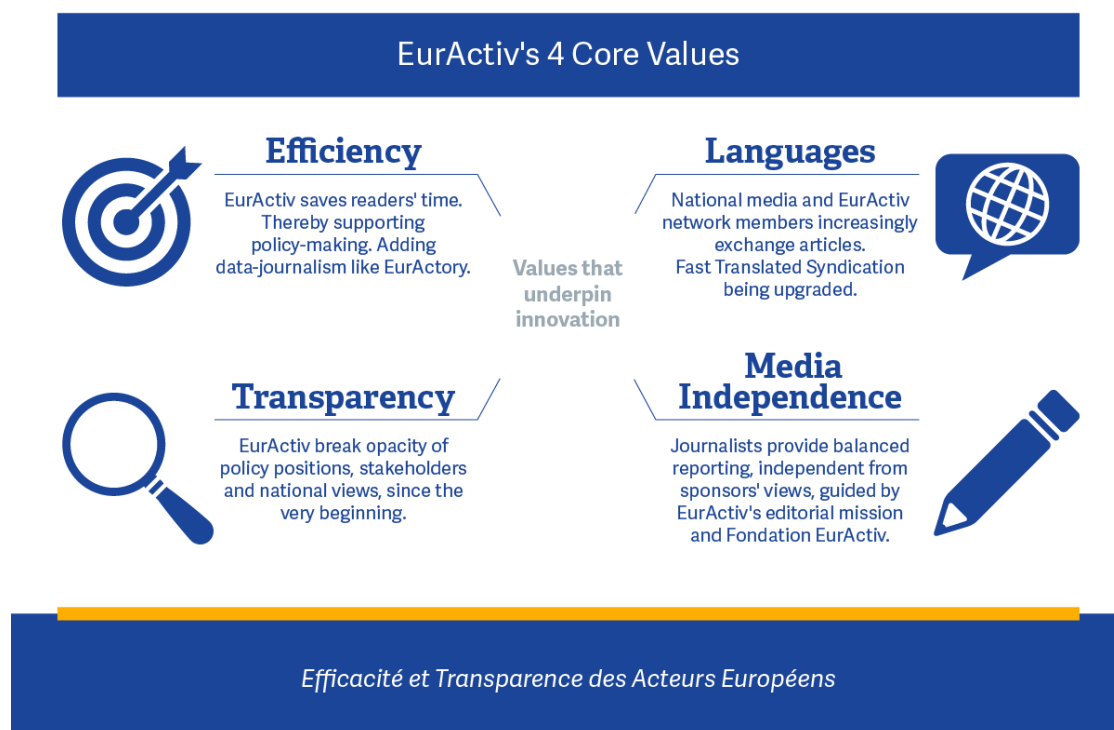 EurActiv's 4 Core Values
Efficiency
EurActiv saves readers' time.
Thereby supporting
policy-making. Adding
data-journalism like EurActory.
Languages
National media and EurActiv
network members increasingly
exchange articles.
Fast Translated Syndication
being upgraded.
Values that
underpin
innovation
Transparency
EurActiv break opacity of
policy positions, stakeholders
and national views, since the
very beginning.
Media
Independence
Journalists provide balanced
reporting, independent from
sponsors' views, guided by
EurActiv's editorial mission
and Fondation EurActiv.
Efficacité et Transparence des Acteurs Européens